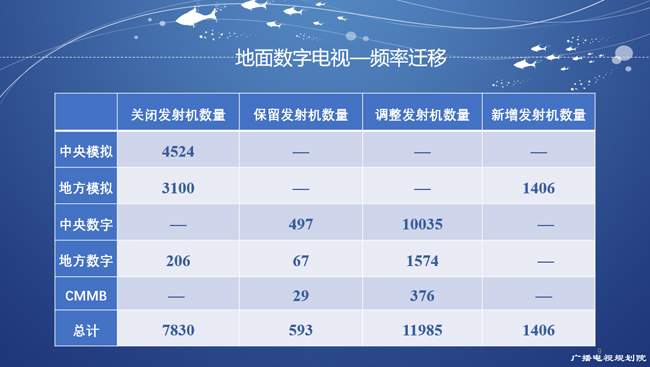 地面数字电视—频率迁移
关闭发射机数量 保留发射机数量 调整发射机数量 新增发射机数量
中央模拟 4524 — — —
地方模拟 3100 — — 1406
中央数字 — 497 10035 —
地方数字 206 67 1574 —
CMMB — 29 376 —
总计 7830 593 11985 1406
广播电视规划院